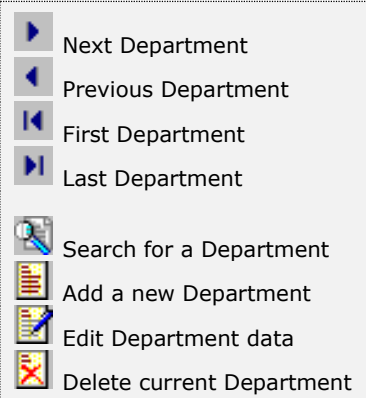 Next Department
Previous Department
First Department
Last Department
Search for a Department
Add a new Department
Edit Department data
Delete current Department